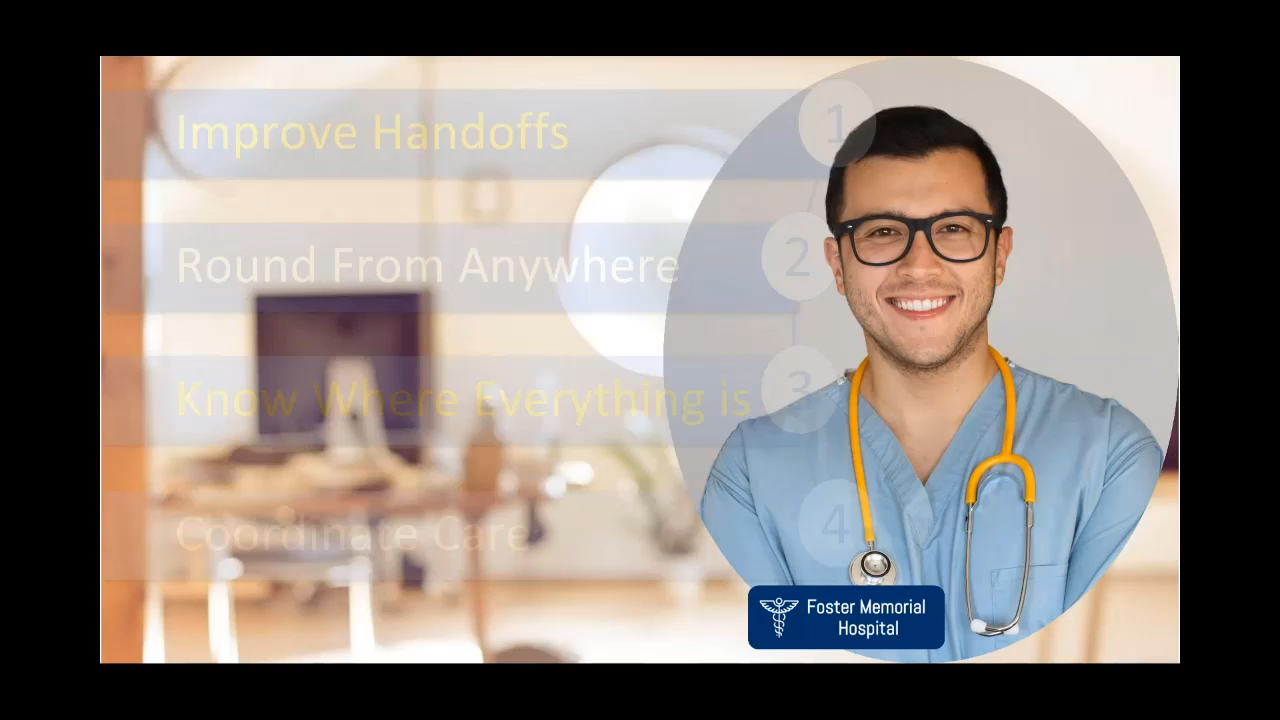 Improve Handoffs
1
Round From Anywhere
2
Know Where Everything is
3
Coordinate Care
4
Foster Memorial
Hospital